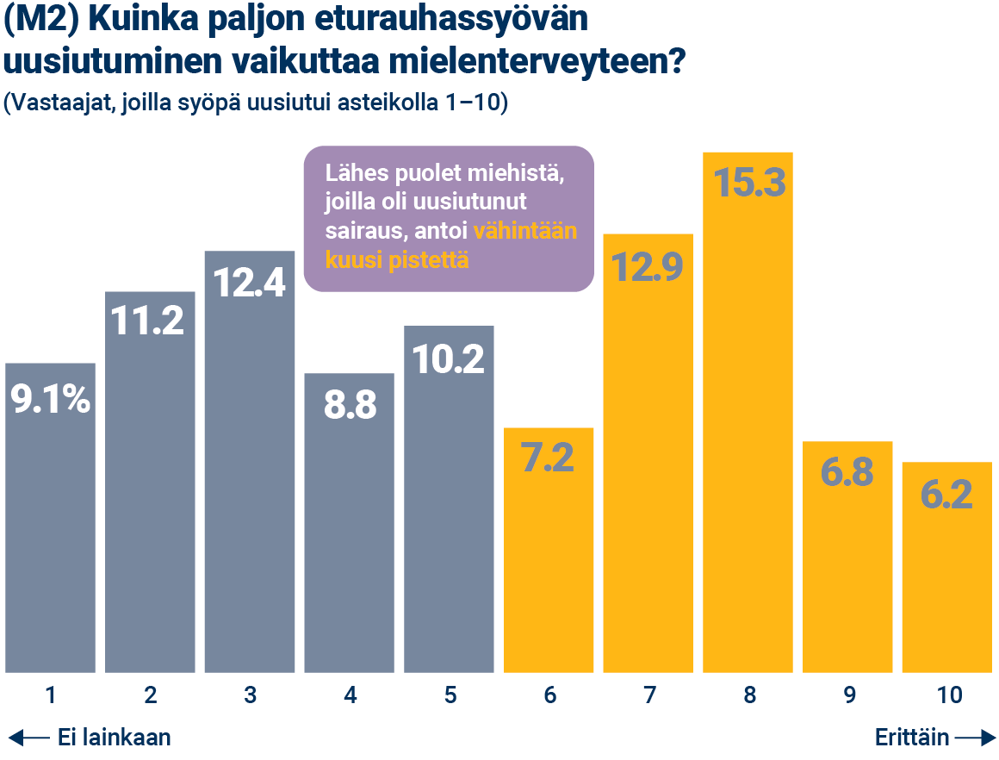 (M2) Kuinka paljon eturauhassyövän
uusiutuminen vaikuttaa mielenterveyteen?
(Vastaajat, joilla syöpä uusiutui asteikolla 1–10)
Lähes puolet miehistä,
joilla oli uusiutunut
sairaus, antoi vähintään
kuusi pistettä
9.1%
11.2
12.4
8.8
10.2
7.2
12.9
15.3
6.8
6.2
1 2 3 4 5 6 7 8 9 10
Ei lainkaan Erittäin